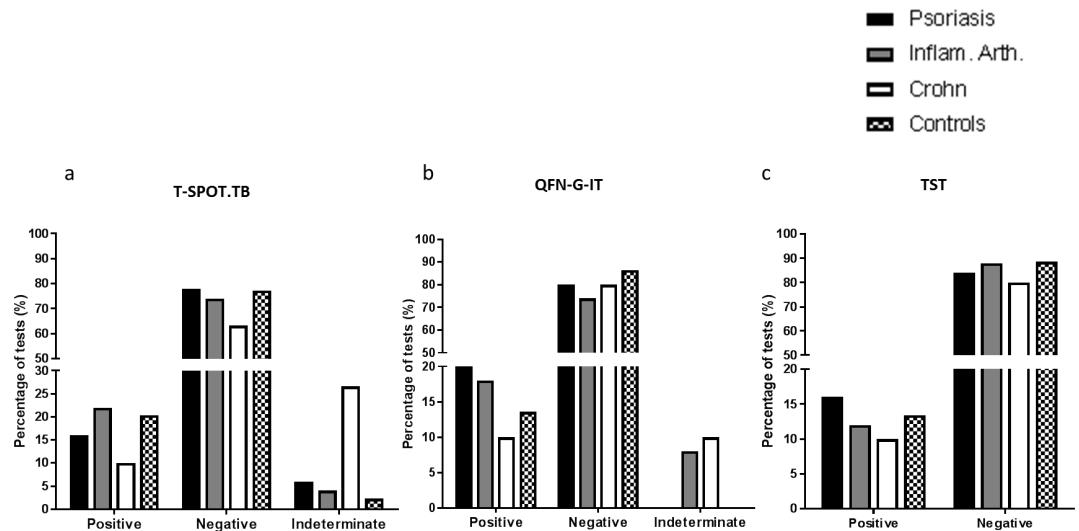 Psoriasis
Inflam. Arth.
Crohn
Controls
a
T-SPOT.TB
Percentage of tests (%)
100
90
80
70
60
50
30
25
20
15
10
5
0
Positive
Negative
Indeterminate
b
QFN-G-IT
Percentage of tests (%)
100
90
80
70
60
50
20
15
10
5
0
Positive
Negative
Indeterminate
c
TST
Percentage of tests (%)
100
90
80
70
60
50
20
15
10
5
0
Positive
Negative